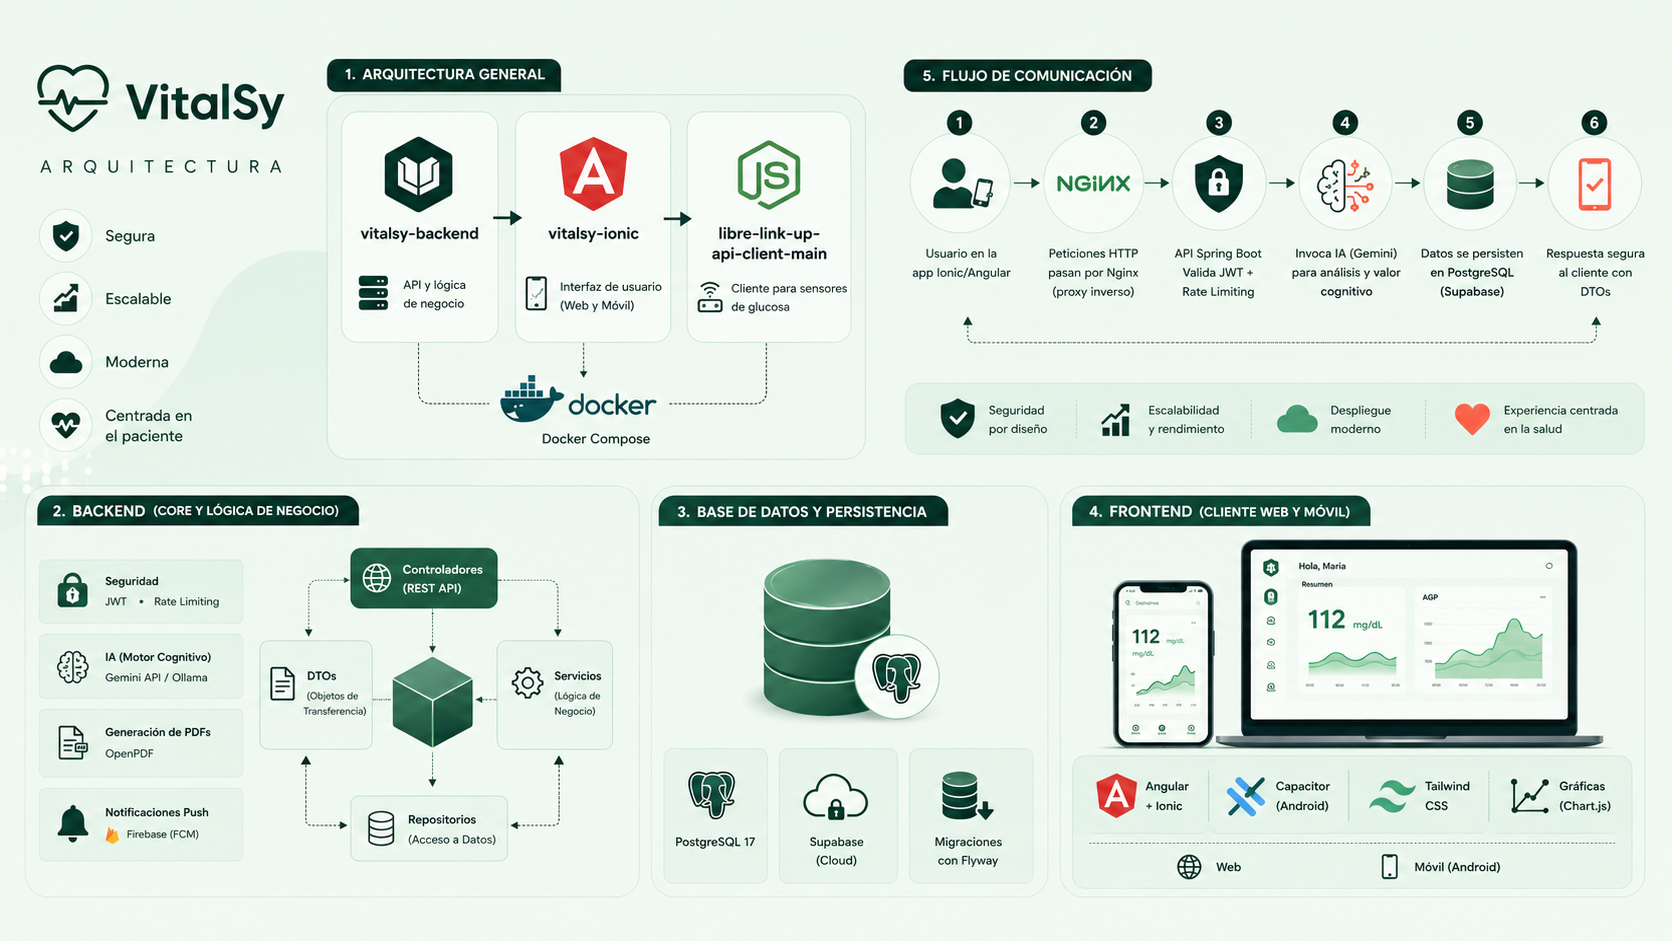 VitalSy
ARQUITECTURA
Segura
Escalable
Moderna
Centrada en
el paciente
1. ARQUITECTURA GENERAL
vitalsy-backend
API y lógica
de negocio
vitalsy-ionic
Interfaz de usuario
(Web y Móvil)
JS
libre-link-up-
api-client-main
Cliente para sensores
de glucosa
docker
Docker Compose
5. FLUJO DE COMUNICACIÓN
1
Usuario en la
app Ionic/Angular
2
NGINX
Peticiones HTTP
pasan por Nginx
(proxy inverso)
3
API Spring Boot
Valida JWT +
Rate Limiting
4
Invoca IA (Gemini)
para análisis y valor
cognitivo
5
Datos se persisten
en PostgreSQL
(Supabase)
6
Respuesta segura
al cliente con
DTOs
Seguridad
por diseño
Escalabilidad
y rendimiento
Despliegue
moderno
Experiencia centrada
en la salud
2. BACKEND (CORE Y LÓGICA DE NEGOCIO)
Seguridad
JWT • Rate Limiting
IA (Motor Cognitivo)
Gemini API / Ollama
Generación de PDFs
OpenPDF
Notificaciones Push
Firebase (FCM)
Controladores
(REST API)
DTOs
(Objetos de
Transferencia)
Servicios
(Lógica de
Negocio)
Repositorios
(Acceso a Datos)
3. BASE DE DATOS Y PERSISTENCIA
PostgreSQL 17
Supabase
(Cloud)
Migraciones
con Flyway
4. FRONTEND (CLIENTE WEB Y MÓVIL)
112 mg/dL
mg/dL
Hola, Maria
Resumen
112 mg/dL
AGP
Angular
+ Ionic
Capacitor
(Android)
Tailwind
CSS
Gráficas
(Chart.js)
Web
Móvil (Android)